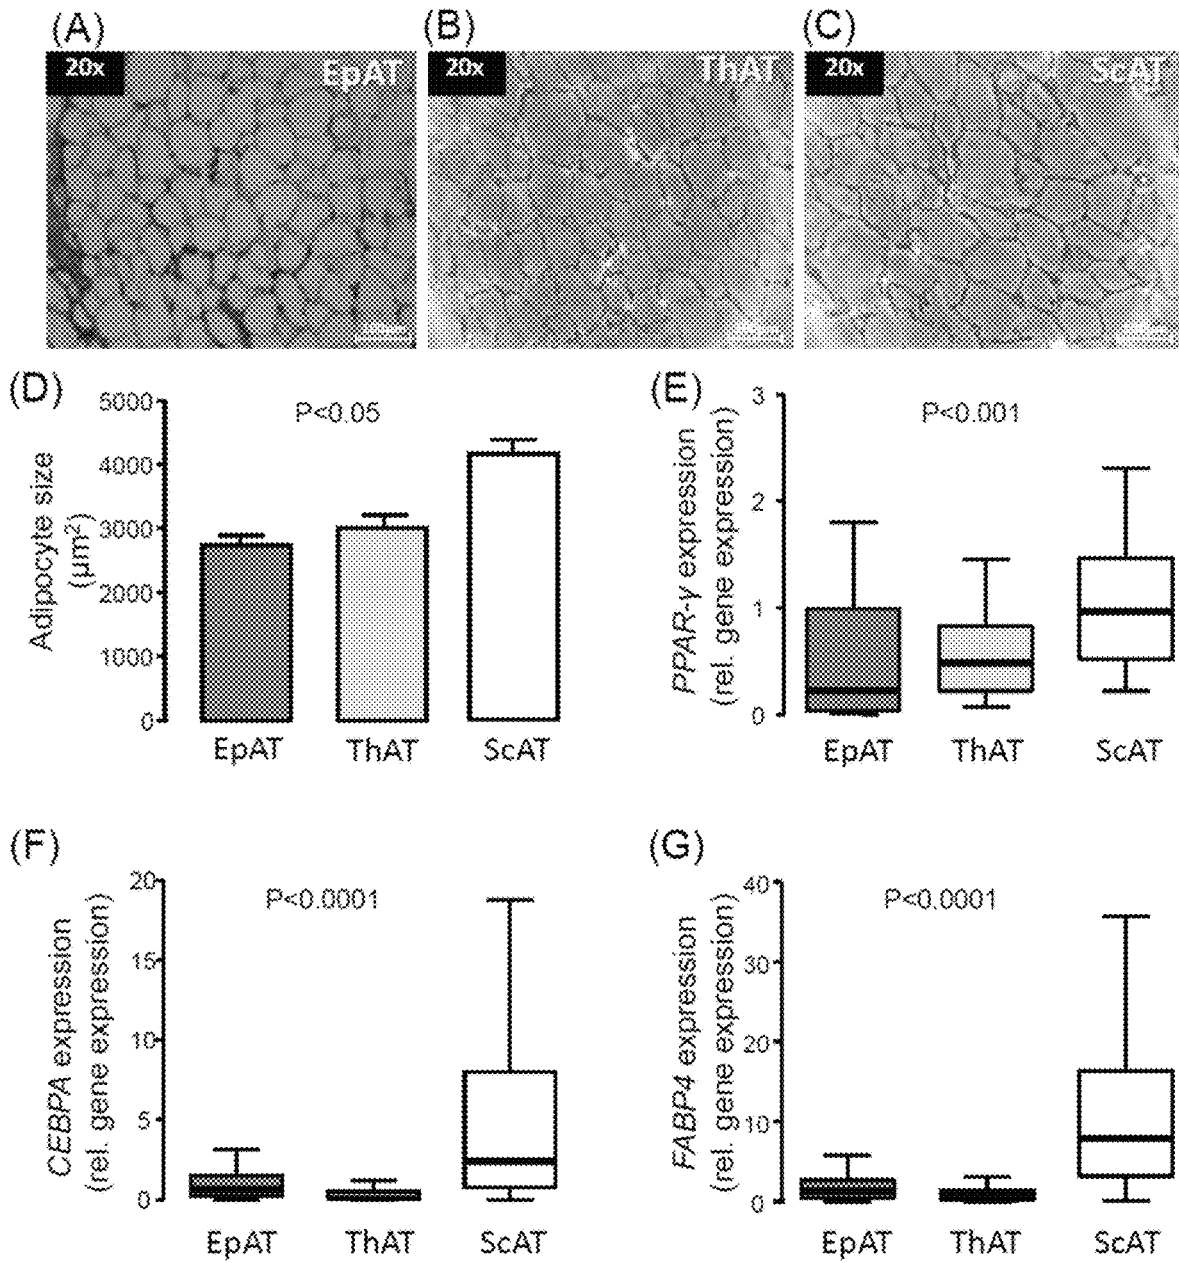 (A) (B) (C)
20x EpAT 20x ThAT 20x ScAT
(D)
P<0.05
Adipocyte size
(µm²)
5000
4000
3000
2000
1000
0
EpAT ThAT ScAT
(E)
P<0.001
PPAR-γ expression
(rel. gene expression)
3
2
1
0
EpAT ThAT ScAT
(F)
P<0.0001
CEBPA expression
(rel. gene expression)
20
15
10
5
0
EpAT ThAT ScAT
(G)
P<0.0001
FABP4 expression
(rel. gene expression)
40
30
20
10
0
EpAT ThAT ScAT